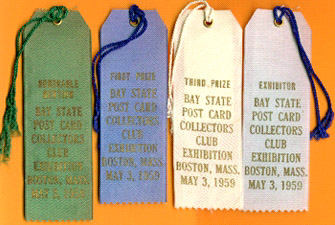 HONORABLE
MENTION
BAY STATE
POST CARD
COLLECTORS
CLUB
EXHIBITION
BOSTON, MASS.
MAY 3, 1959
FIRST PRIZE
BAY STATE
POST CARD
COLLECTORS
CLUB
EXHIBITION
BOSTON, MASS.
MAY 3, 1959
THIRD PRIZE
BAY STATE
POST CARD
COLLECTORS
CLUB
EXHIBITION
BOSTON, MASS.
MAY 3, 1959
EXHIBITOR
BAY STATE
POST CARD
COLLECTORS
CLUB
EXHIBITION
BOSTON, MASS.
MAY 3, 1959